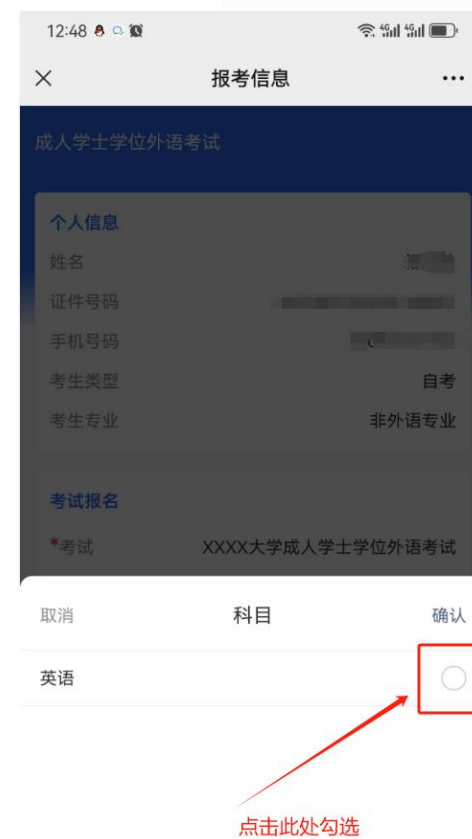 12:48
报考信息
成人学士学位外语考试
个人信息
姓名
证件号码
手机号码
考生类型 自考
考生专业 非外语专业
考试报名
*考试 XXXX大学成人学士学位外语考试
取消 科目 确认
英语
点击此处勾选